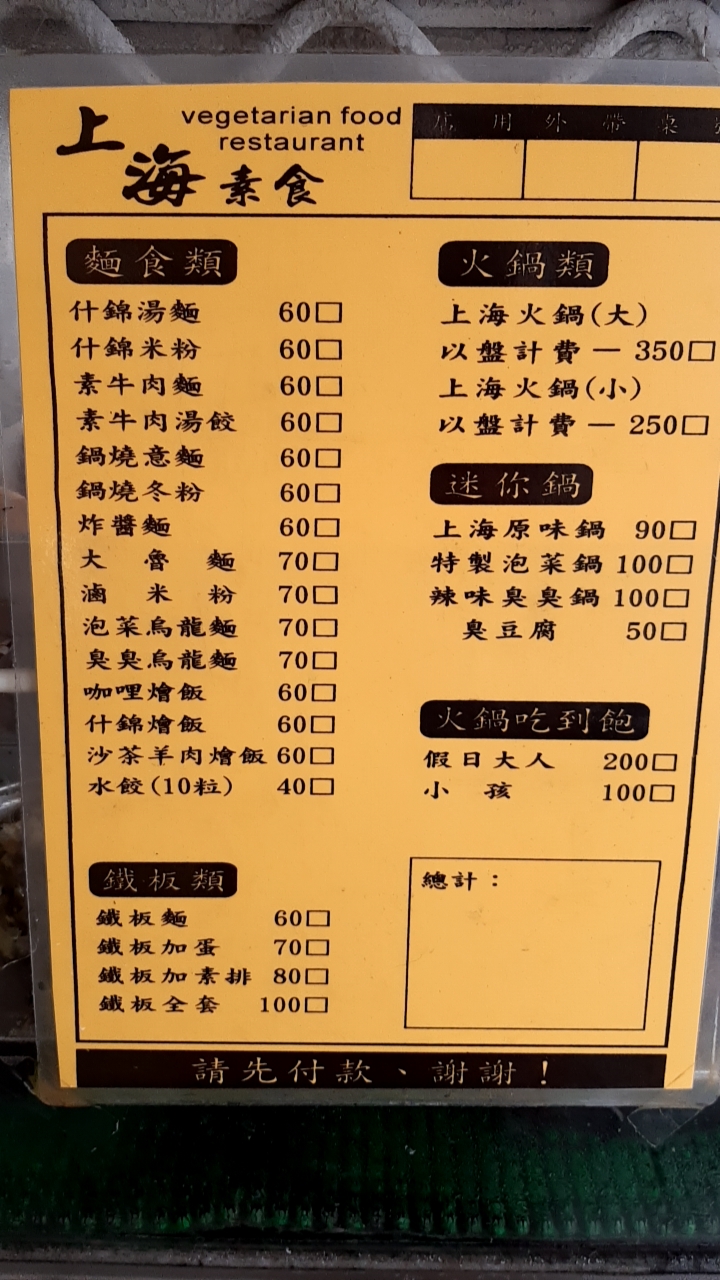 上海素食
vegetarian food
restaurant
內用 外帶 桌
麵食類
什錦湯麵 60□
什錦米粉 60□
素牛肉麵 60□
素牛肉湯餃 60□
鍋燒意麵 60□
鍋燒冬粉 60□
炸醬麵 60□
大魯麵 70□
滷米粉 70□
泡菜烏龍麵 70□
臭臭烏龍麵 70□
咖哩燴飯 60□
什錦燴飯 60□
沙茶羊肉燴飯 60□
水餃(10粒) 40□
鐵板類
鐵板麵 60□
鐵板加蛋 70□
鐵板加素排 80□
鐵板全套 100□
火鍋類
上海火鍋(大)
以盤計費－350□
上海火鍋(小)
以盤計費－250□
迷你鍋
上海原味鍋 90□
特製泡菜鍋 100□
辣味臭臭鍋 100□
臭豆腐 50□
火鍋吃到飽
假日大人 200□
小孩 100□
總計：
請先付款、謝謝！